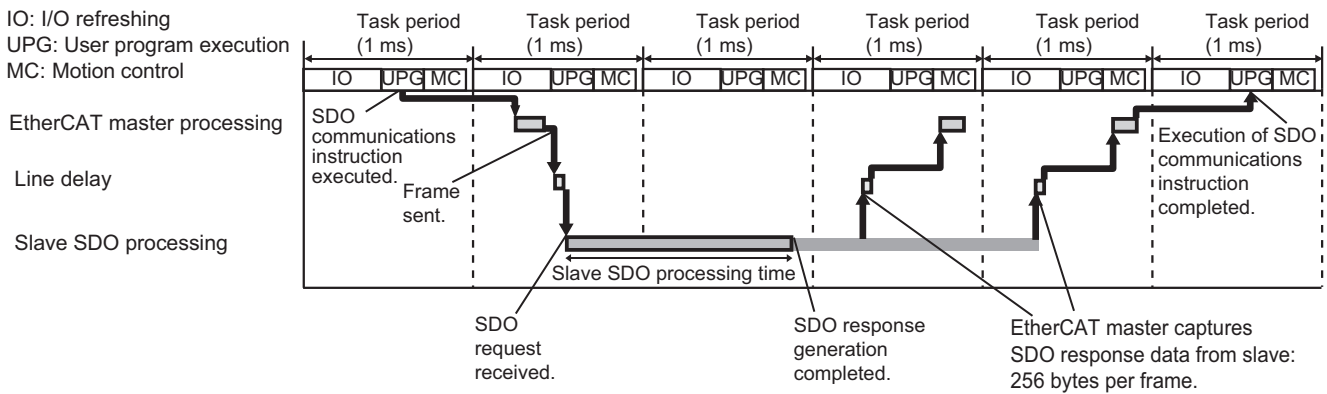 IO: I/O refreshing
UPG: User program execution
MC: Motion control
Task period
(1 ms)
Task period
(1 ms)
Task period
(1 ms)
Task period
(1 ms)
Task period
(1 ms)
Task period
(1 ms)
IO UPG MC IO UPG MC IO UPG MC IO UPG MC IO UPG MC IO UPG MC
EtherCAT master processing
Line delay
Slave SDO processing
SDO
communications
instruction
executed.
Frame
sent.
Execution of SDO
communications
instruction
completed.
Slave SDO processing time
SDO
request
received.
SDO response
generation
completed.
EtherCAT master captures
SDO response data from slave:
256 bytes per frame.